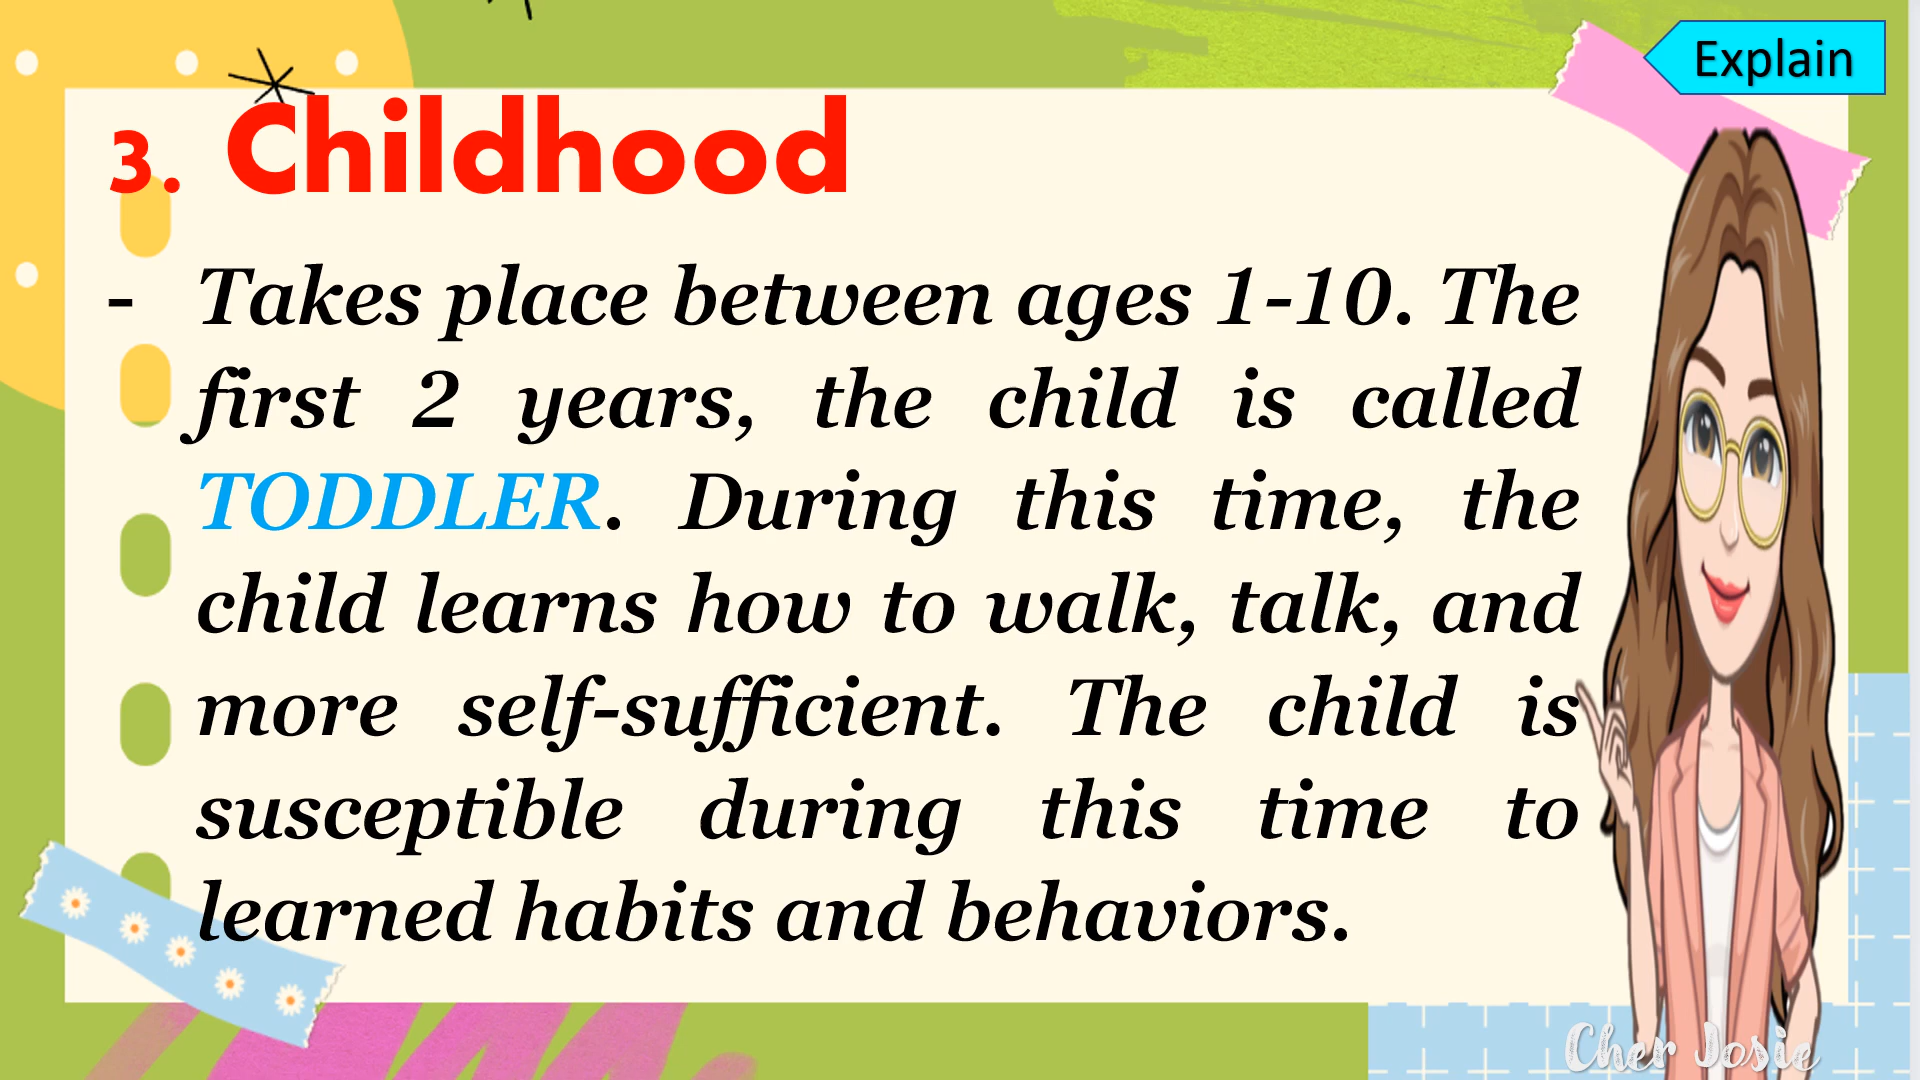 Explain
3. Childhood
- Takes place between ages 1-10. The
first 2 years, the child is called
TODDLER. During this time, the
child learns how to walk, talk, and
more self-sufficient. The child is
susceptible during this time to
learned habits and behaviors.
Cher Josie